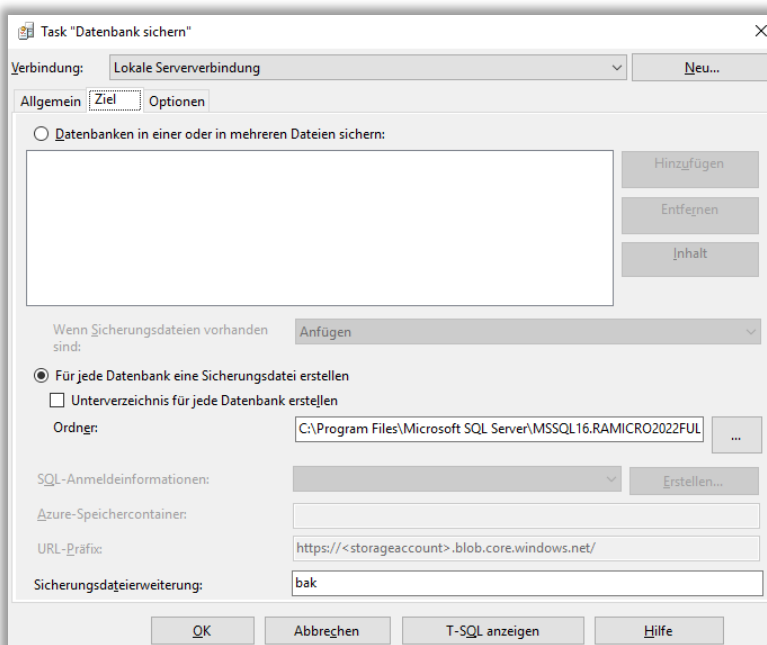 Task "Datenbank sichern"
Verbindung: Lokale Serververbindung Neu...
Allgemein Ziel Optionen
Datenbanken in einer oder in mehreren Dateien sichern:
Hinzufügen
Entfernen
Inhalt
Wenn Sicherungsdateien vorhanden
sind:
Anfügen
Für jede Datenbank eine Sicherungsdatei erstellen
Unterverzeichnis für jede Datenbank erstellen
Ordner: C:\Program Files\Microsoft SQL Server\MSSQL16.RAMICRO2022FUL ...
SQL-Anmeldeinformationen: Erstellen...
Azure-Speichercontainer:
URL-Präfix: https://<storageaccount>.blob.core.windows.net/
Sicherungsdateierweiterung: bak
OK Abbrechen T-SQL anzeigen Hilfe